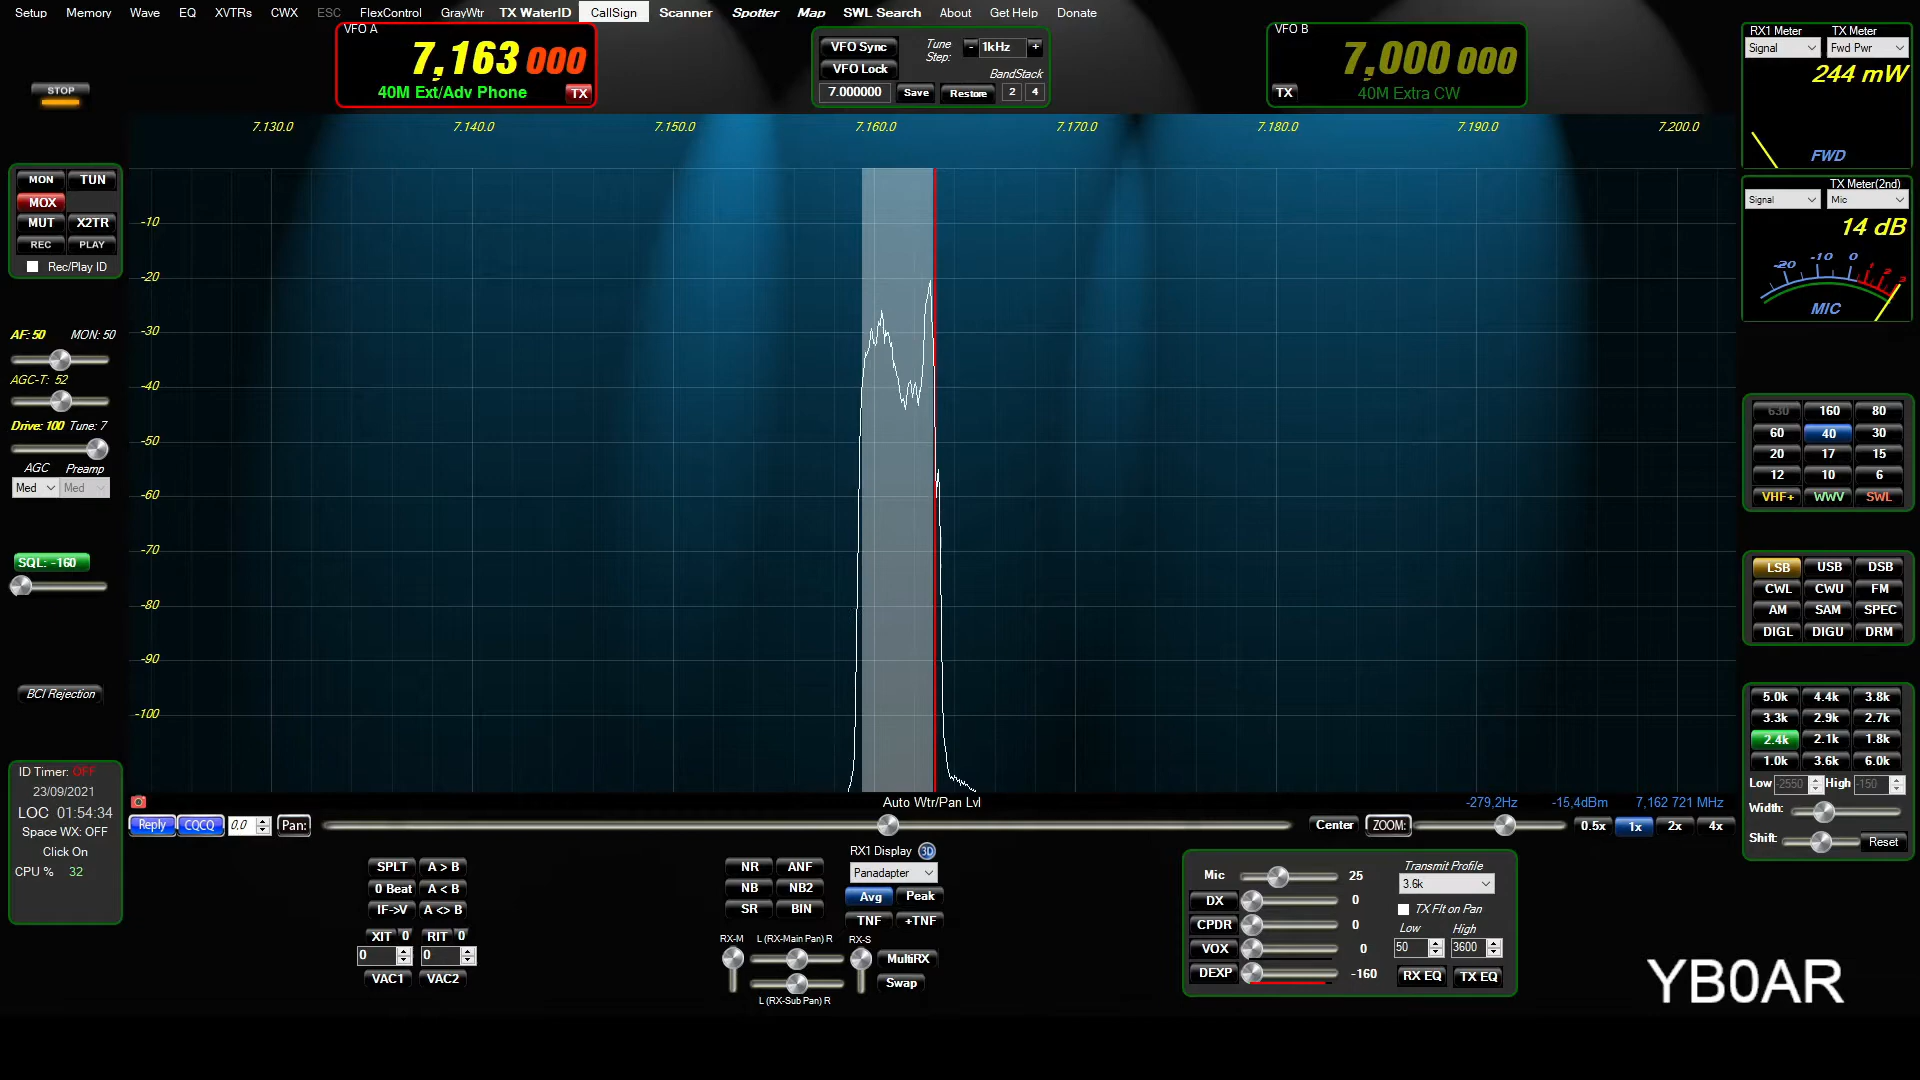 Setup Memory Wave EQ XVTRs CWX ESC FlexControl GrayWtr TX WaterID CallSign Scanner Spotter Map SWL Search About Get Help Donate
VFO A
7,163 000
40M Ext/Adv Phone TX
VFO Sync Tune Step: - 1kHz +
VFO Lock BandStack
7.000000 Save Restore 2 4
VFO B
7,000 000
TX 40M Extra CW
RX1 Meter TX Meter
Signal Fwd Pwr
244 mW
FWD
TX Meter(2nd)
Signal Mic
14 dB
-20 -10 0 1 2 3
MIC
STOP
7.130.0 7.140.0 7.150.0 7.160.0 7.170.0 7.180.0 7.190.0 7.200.0
-10
-20
-30
-40
-50
-60
-70
-80
-90
-100
MON TUN
MOX
MUT X2TR
REC PLAY
Rec/Play ID
AF: 50 MON: 50
AGC-T: 52
Drive: 100 Tune: 7
AGC Preamp
Med Med
SQL: -160
BCI Rejection
ID Timer: OFF
23/09/2021
LOC 01:54:34
Space WX: OFF
Click On
CPU % 32
630 160 80
60 40 30
20 17 15
12 10 6
VHF+ WWV SWL
LSB USB DSB
CWL CWU FM
AM SAM SPEC
DIGL DIGU DRM
5.0k 4.4k 3.8k
3.3k 2.9k 2.7k
2.4k 2.1k 1.8k
1.0k 3.6k 6.0k
Low -2550 High -150
Width:
Shift: Reset
Auto Wtr/Pan Lvl -279,2Hz -15,4dBm 7,162 721 MHz
Reply CQCQ 0,0 Pan: Center ZOOM: 0.5x 1x 2x 4x
SPLT A > B
0 Beat A < B
IF->V A <> B
XIT 0 RIT 0
0 0
VAC1 VAC2
NR ANF
NB NB2
SR BIN
RX1 Display 3D
Panadapter
Avg Peak
TNF +TNF
RX-M L (RX-Main Pan) R RX-S
MultiRX
Swap
L (RX-Sub Pan) R
Mic 25
DX 0
CPDR 0
VOX 0
DEXP -160
Transmit Profile
3.6k
TX Flt on Pan
Low High
50 3600
RX EQ TX EQ
YB0AR